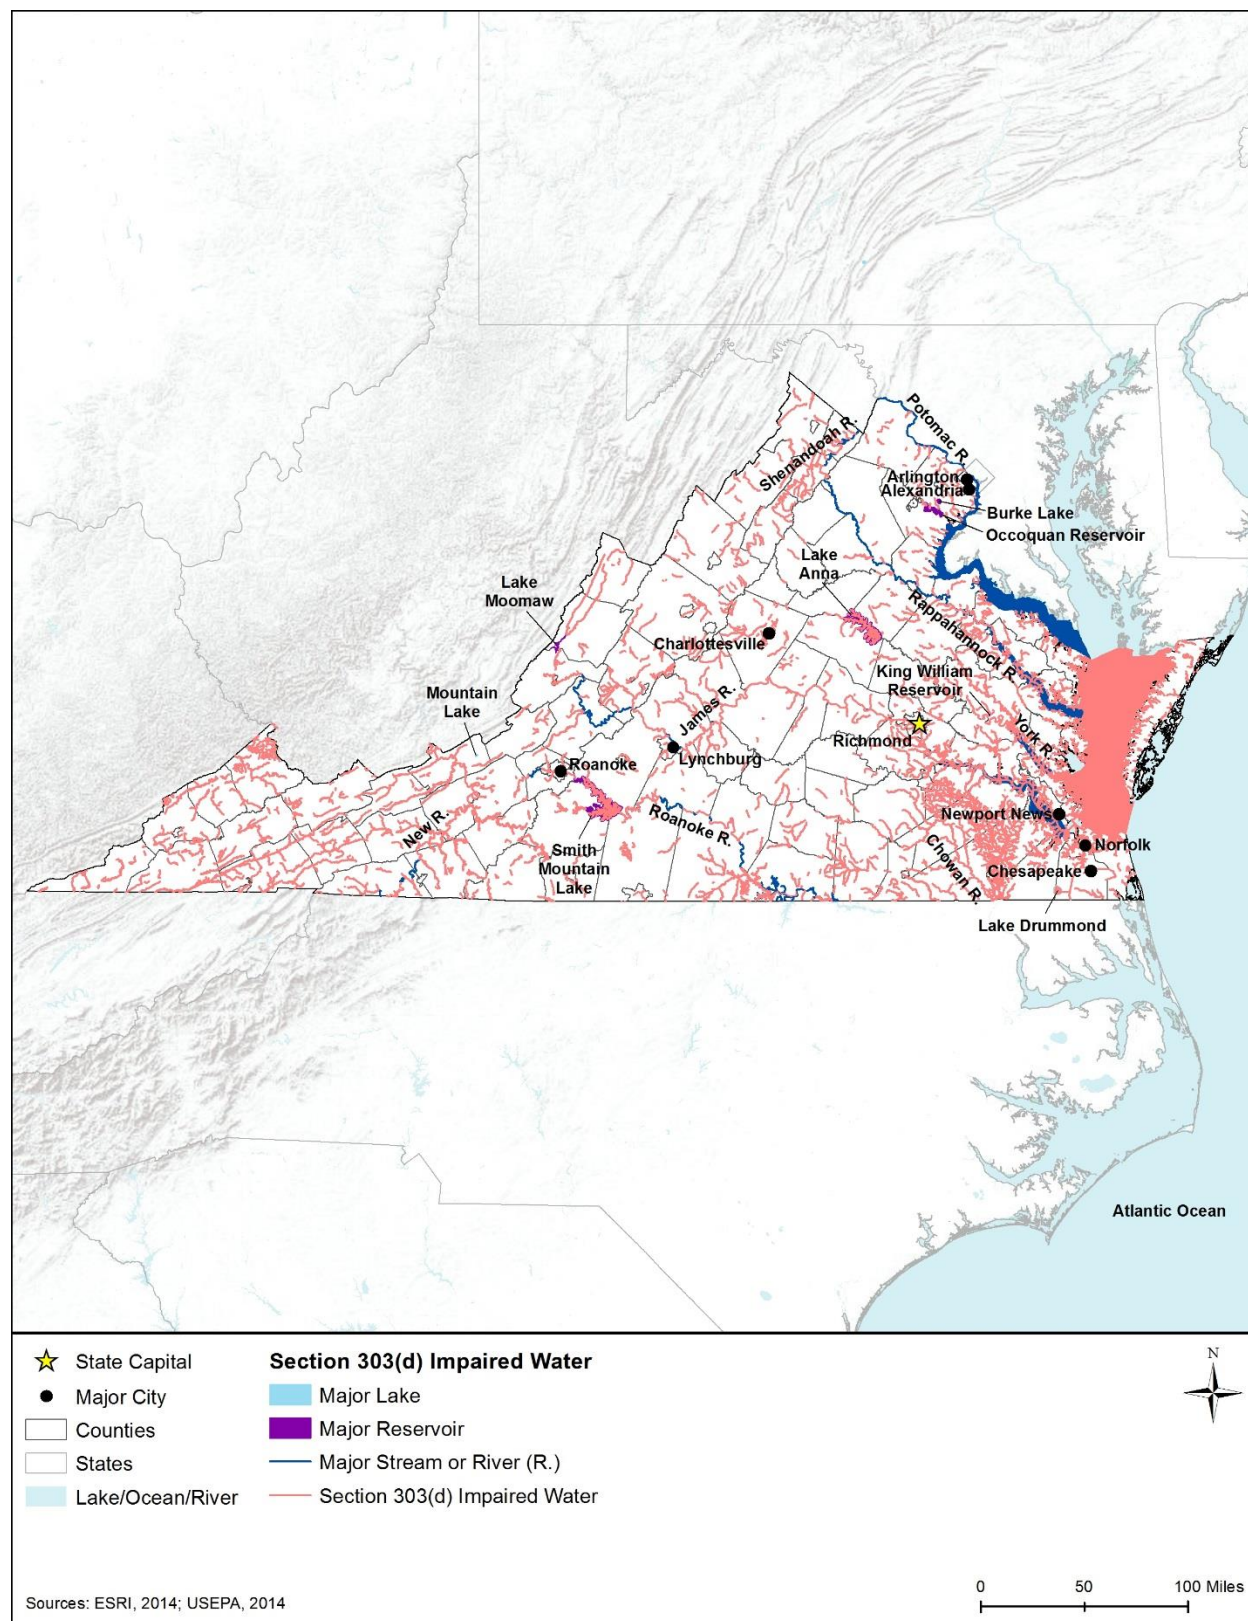 Potomac R.
Shenandoah R.
Arlington
Alexandria
Burke Lake
Occoquan Reservoir
Lake
Anna
Lake
Moomaw
Rappahannock R.
Charlottesville
King William
Reservoir
Mountain
Lake
James R.
York R.
Richmond
Roanoke
Lynchburg
New R.
Roanoke R.
Newport News
Chowan R.
Norfolk
Smith
Mountain
Lake
Chesapeake
Lake Drummond
Atlantic Ocean
State Capital
Major City
Counties
States
Lake/Ocean/River
Section 303(d) Impaired Water
Major Lake
Major Reservoir
Major Stream or River (R.)
Section 303(d) Impaired Water
N
Sources: ESRI, 2014; USEPA, 2014
0 50 100 Miles